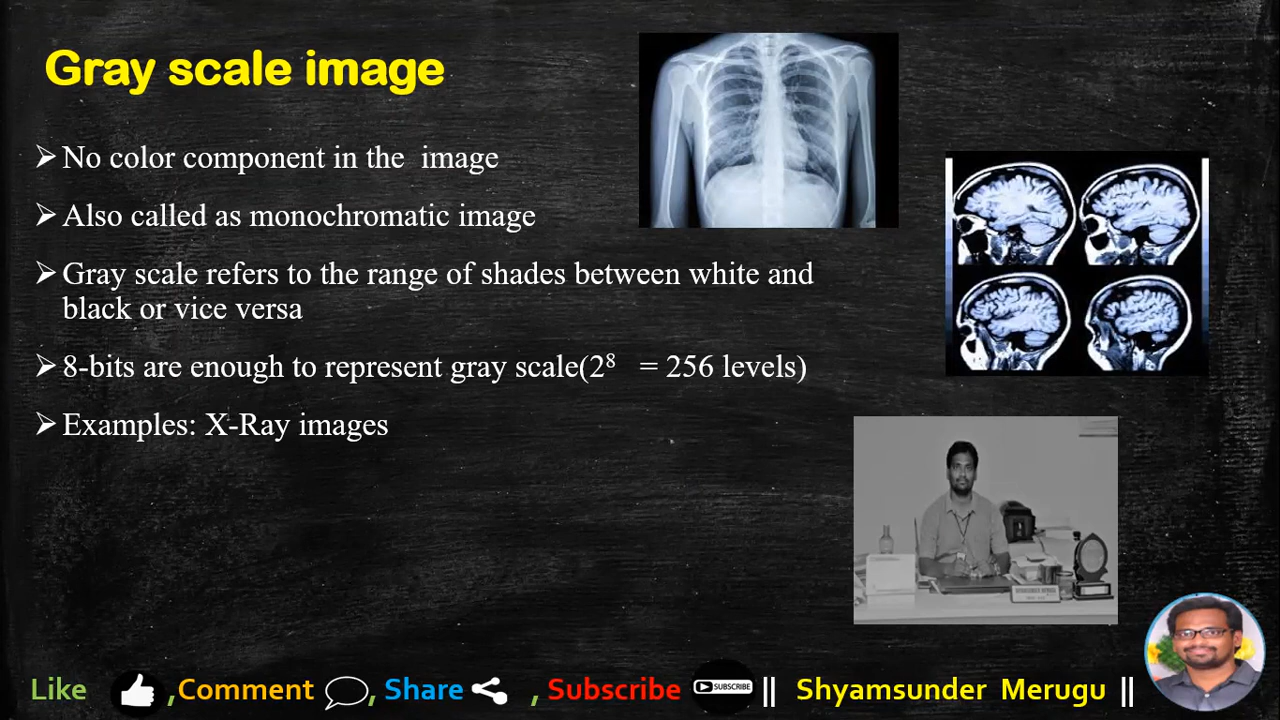 Gray scale image
➢No color component in the image
➢Also called as monochromatic image
➢Gray scale refers to the range of shades between white and
black or vice versa
➢8-bits are enough to represent gray scale(2⁸ = 256 levels)
➢Examples: X-Ray images
Like , Comment , Share , Subscribe SUBSCRIBE || Shyamsunder Merugu ||